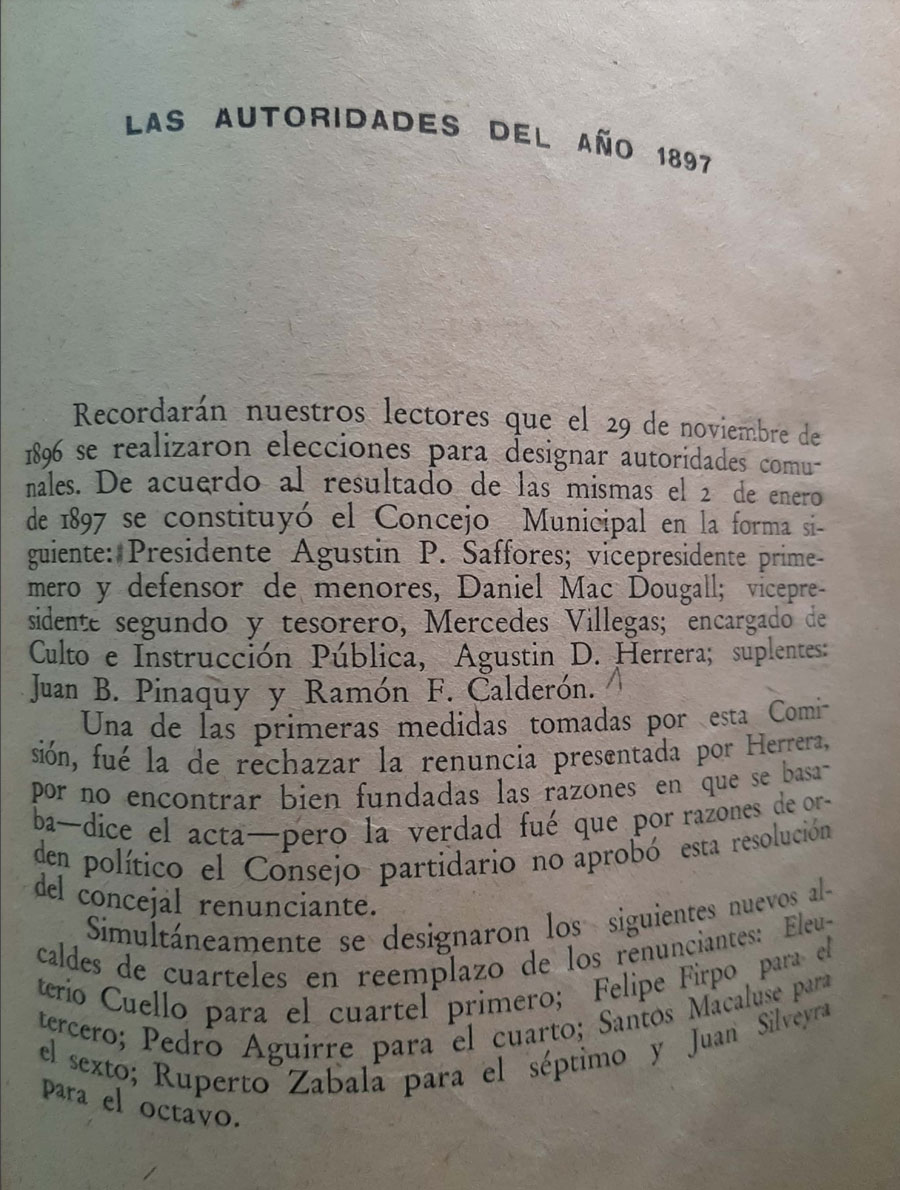 LAS AUTORIDADES DEL AÑO 1897
Recordarán nuestros lectores que el 29 de noviembre de
1896 se realizaron elecciones para designar autoridades comu-
nales. De acuerdo al resultado de las mismas el 2 de enero
de 1897 se constituyó el Concejo Municipal en la forma si-
guiente: Presidente Agustin P. Saffores; vicepresidente prime-
mero y defensor de menores, Daniel Mac Dougall; vicepre-
sidente segundo y tesorero, Mercedes Villegas; encargado de
Culto e Instrucción Pública, Agustin D. Herrera; suplentes:
Juan B. Pinaquy y Ramón F. Calderón.
Una de las primeras medidas tomadas por esta Comi-
sión, fué la de rechazar la renuncia presentada por Herrera,
por no encontrar bien fundadas las razones en que se basa-
ba—dice el acta—pero la verdad fué que por razones de or-
den político el Consejo partidario no aprobó esta resolución
del concejal renunciante.
Simultáneamente se designaron los siguientes nuevos al-
caldes de cuarteles en reemplazo de los renunciantes: Eleu-
terio Cuello para el cuartel primero; Felipe Firpo para el
tercero; Pedro Aguirre para el cuarto; Santos Macaluse para
el sexto; Ruperto Zabala para el séptimo y Juan Silveyra
para el octavo.